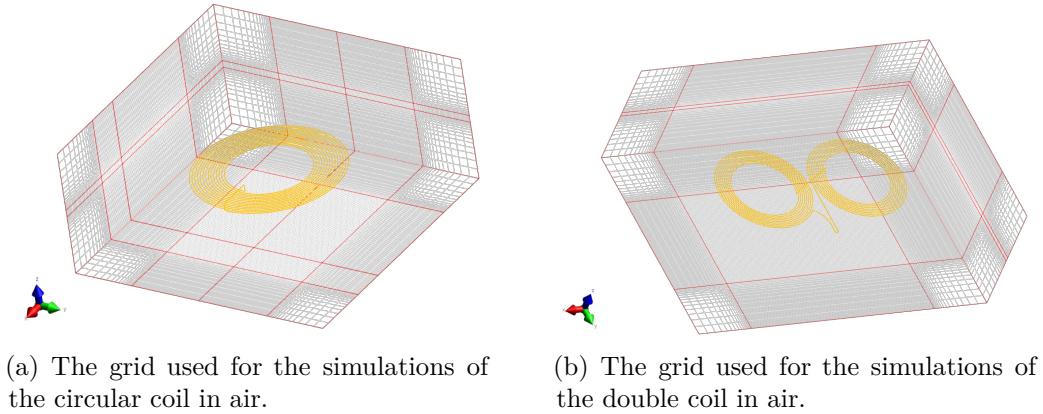 (a) The grid used for the simulations of
the circular coil in air.
(b) The grid used for the simulations of
the double coil in air.